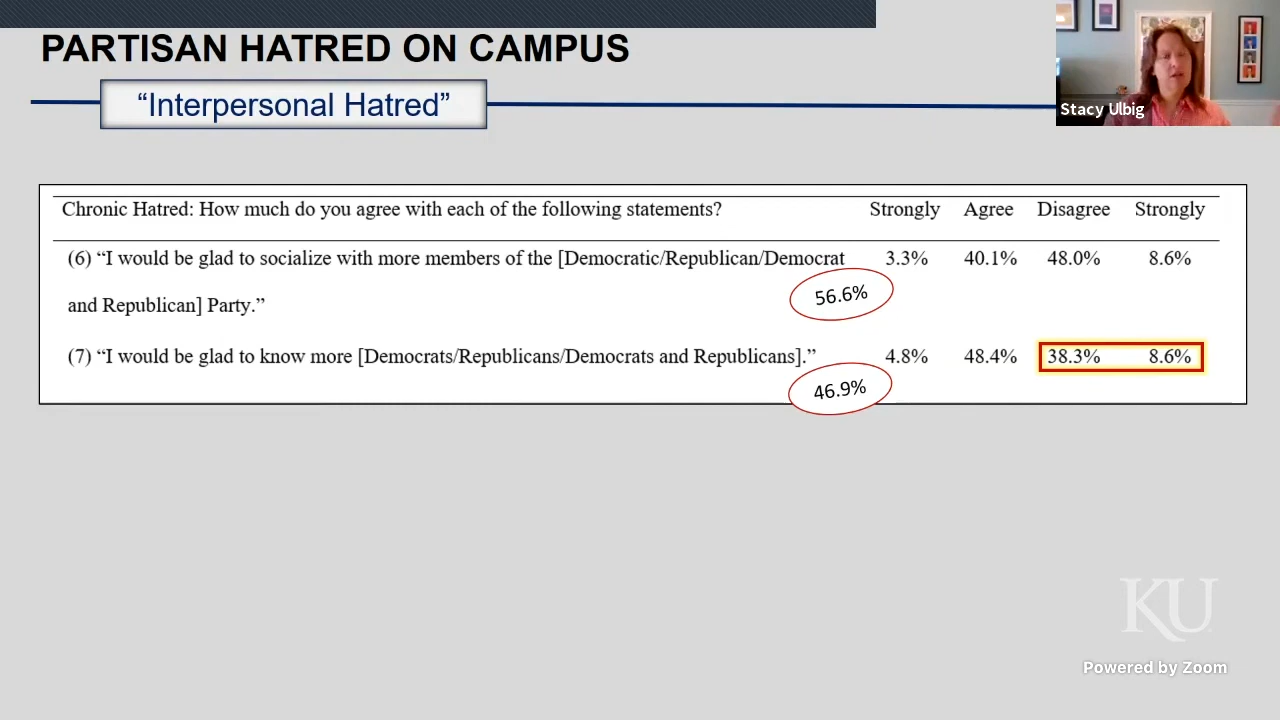 PARTISAN HATRED ON CAMPUS
“Interpersonal Hatred”
Stacy Ulbig
Chronic Hatred: How much do you agree with each of the following statements? Strongly Agree Disagree Strongly
(6) “I would be glad to socialize with more members of the [Democratic/Republican/Democrat 3.3% 40.1% 48.0% 8.6%
56.6%
and Republican] Party.”
(7) “I would be glad to know more [Democrats/Republicans/Democrats and Republicans].” 4.8% 48.4% 38.3% 8.6%
46.9%
KU
Powered by Zoom